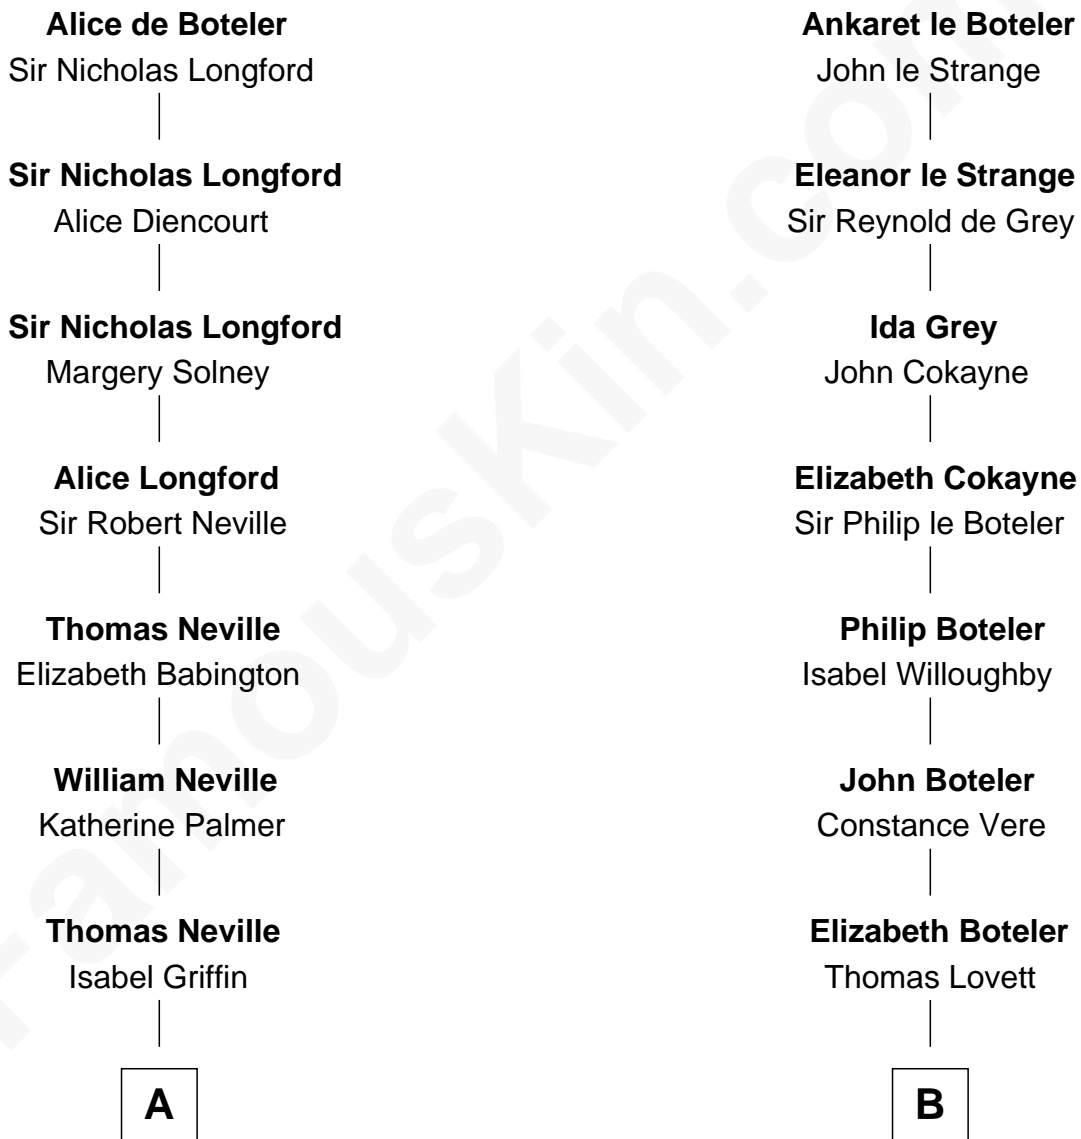 Alice de Boteler
Sir Nicholas Longford
Sir Nicholas Longford
Alice Diencourt
Sir Nicholas Longford
Margery Solney
Alice Longford
Sir Robert Neville
Thomas Neville
Elizabeth Babington
William Neville
Katherine Palmer
Thomas Neville
Isabel Griffin
A
Ankaret le Boteler
John le Strange
Eleanor le Strange
Sir Reynold de Grey
Ida Grey
John Cokayne
Elizabeth Cokayne
Sir Philip le Boteler
Philip Boteler
Isabel Willoughby
John Boteler
Constance Vere
Elizabeth Boteler
Thomas Lovett
B
FamousKin.com